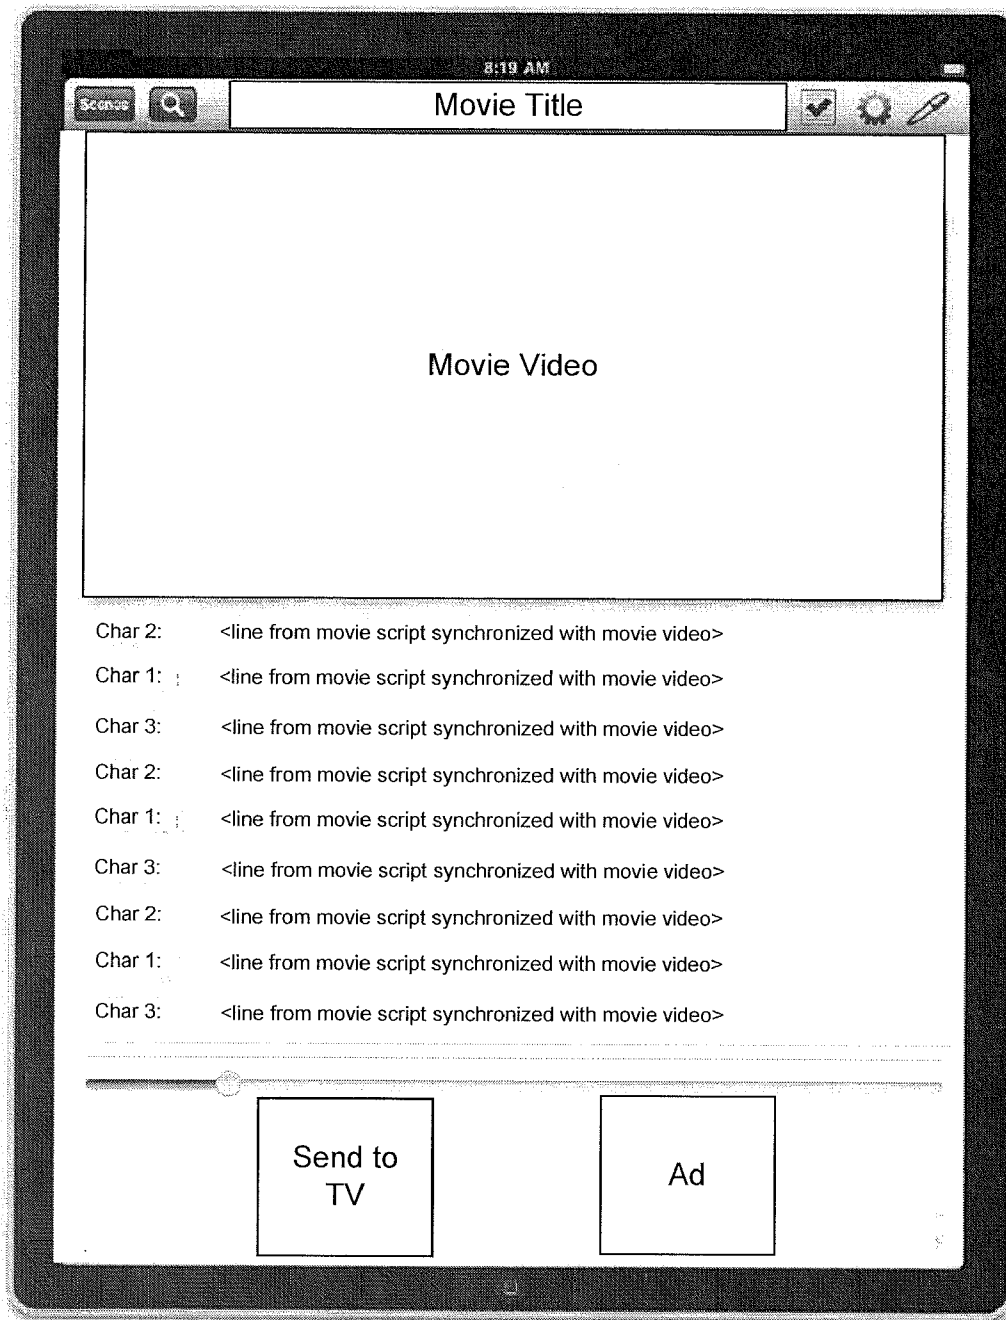 8:19 AM
Scenes
Movie Title
Movie Video
Char 2: <line from movie script synchronized with movie video>
Char 1: <line from movie script synchronized with movie video>
Char 3: <line from movie script synchronized with movie video>
Char 2: <line from movie script synchronized with movie video>
Char 1: <line from movie script synchronized with movie video>
Char 3: <line from movie script synchronized with movie video>
Char 2: <line from movie script synchronized with movie video>
Char 1: <line from movie script synchronized with movie video>
Char 3: <line from movie script synchronized with movie video>
Send to
TV
Ad